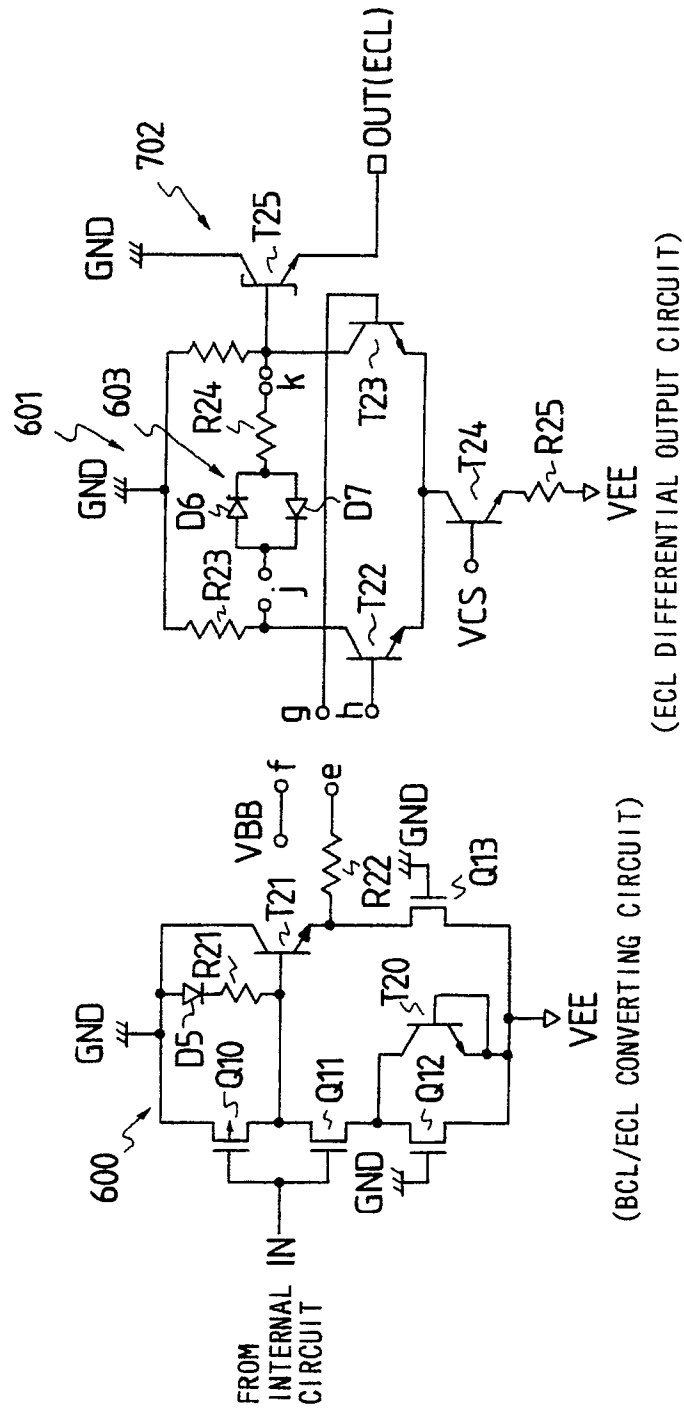 600
GND
D5
R21
Q10
T21
VBB
f
e
R22
FROM
INTERNAL IN
CIRCUIT
Q11
T20
GND
Q12
GND
Q13
VEE
(BCL/ECL CONVERTING CIRCUIT)
601
603
702
GND
GND
R23
D6
R24
T25
j
k
D7
g
h
T22
T23
OUT(ECL)
VCS
T24
R25
VEE
(ECL DIFFERENTIAL OUTPUT CIRCUIT)